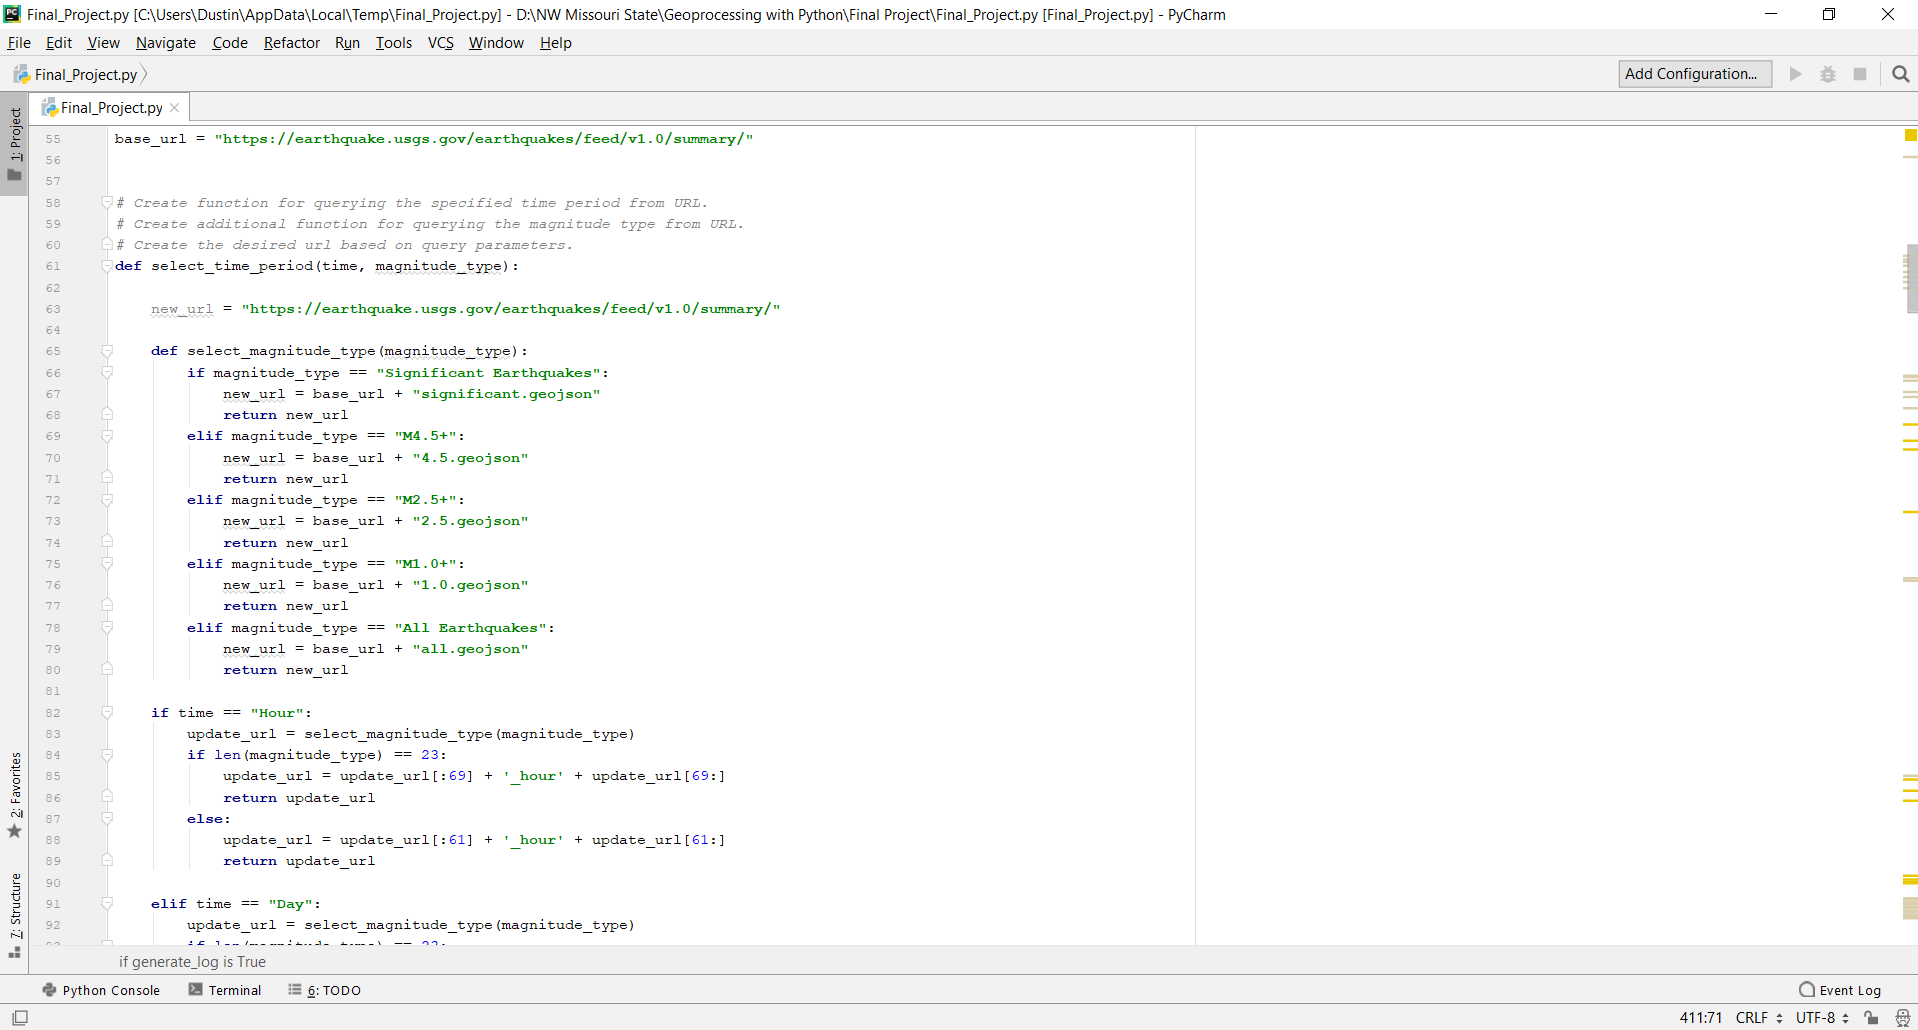 Final_Project.py [C:\Users\Dustin\AppData\Local\Temp\Final_Project.py] - D:\NW Missouri State\Geoprocessing with Python\Final Project\Final_Project.py [Final_Project.py] - PyCharm
File Edit View Navigate Code Refactor Run Tools VCS Window Help
Final_Project.py Add Configuration...
1: Project
Final_Project.py
55 base_url = "https://earthquake.usgs.gov/earthquakes/feed/v1.0/summary/"
56
57
58 # Create function for querying the specified time period from URL.
59 # Create additional function for querying the magnitude type from URL.
60 # Create the desired url based on query parameters.
61 def select_time_period(time, magnitude_type):
62
63 new_url = "https://earthquake.usgs.gov/earthquakes/feed/v1.0/summary/"
64
65 def select_magnitude_type(magnitude_type):
66 if magnitude_type == "Significant Earthquakes":
67 new_url = base_url + "significant.geojson"
68 return new_url
69 elif magnitude_type == "M4.5+":
70 new_url = base_url + "4.5.geojson"
71 return new_url
72 elif magnitude_type == "M2.5+":
73 new_url = base_url + "2.5.geojson"
74 return new_url
75 elif magnitude_type == "M1.0+":
76 new_url = base_url + "1.0.geojson"
77 return new_url
78 elif magnitude_type == "All Earthquakes":
79 new_url = base_url + "all.geojson"
80 return new_url
81
82 if time == "Hour":
83 update_url = select_magnitude_type(magnitude_type)
84 if len(magnitude_type) == 23:
85 update_url = update_url[:69] + '_hour' + update_url[69:]
86 return update_url
87 else:
88 update_url = update_url[:61] + '_hour' + update_url[61:]
89 return update_url
90
91 elif time == "Day":
92 update_url = select_magnitude_type(magnitude_type)
93 if len(magnitude_type) == 23:
2: Favorites
7: Structure
if generate_log is True
Python Console Terminal 6: TODO Event Log
411:71 CRLF UTF-8